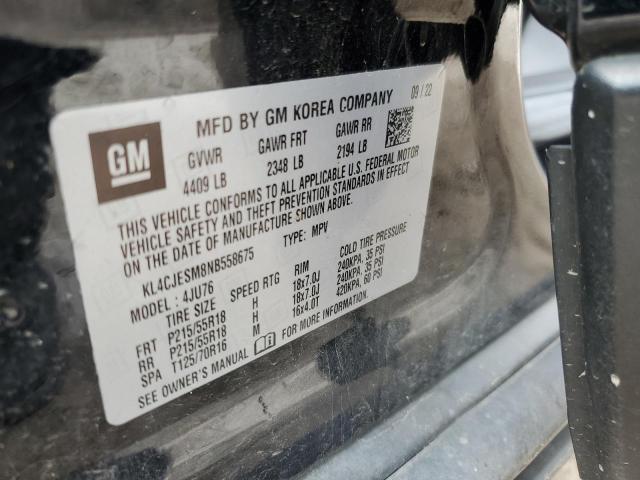 GM
MFD BY GM KOREA COMPANY 09 / 22
GVWR GAWR FRT GAWR RR
4409 LB 2348 LB 2194 LB
THIS VEHICLE CONFORMS TO ALL APPLICABLE U.S. FEDERAL MOTOR
VEHICLE SAFETY AND THEFT PREVENTION STANDARDS IN EFFECT
ON THE DATE OF MANUFACTURE SHOWN ABOVE.
KL4CJESM8NB558675 TYPE: MPV
MODEL: 4JU76
TIRE SIZE SPEED RTG RIM COLD TIRE PRESSURE
FRT P215/55R18 H 18x7.0J 240KPA, 35 PSI
RR P215/55R18 H 18x7.0J 240KPA, 35 PSI
SPA T125/70R16 M 16x4.0T 420KPA, 60 PSI
SEE OWNER'S MANUAL FOR MORE INFORMATION.